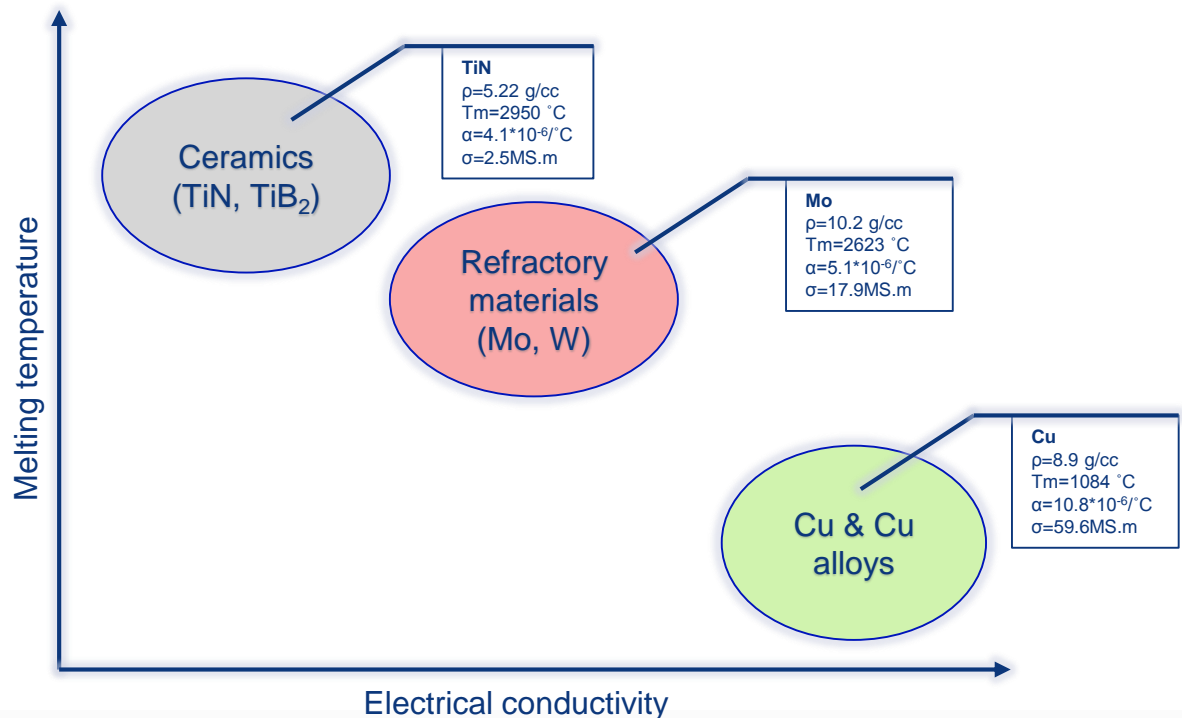 Melting temperature
Ceramics
(TiN, TiB₂)
TiN
ρ=5.22 g/cc
Tm=2950 ˚C
α=4.1*10⁻⁶/˚C
σ=2.5MS.m
Refractory
materials
(Mo, W)
Mo
ρ=10.2 g/cc
Tm=2623 ˚C
α=5.1*10⁻⁶/˚C
σ=17.9MS.m
Cu & Cu
alloys
Cu
ρ=8.9 g/cc
Tm=1084 ˚C
α=10.8*10⁻⁶/˚C
σ=59.6MS.m
Electrical conductivity